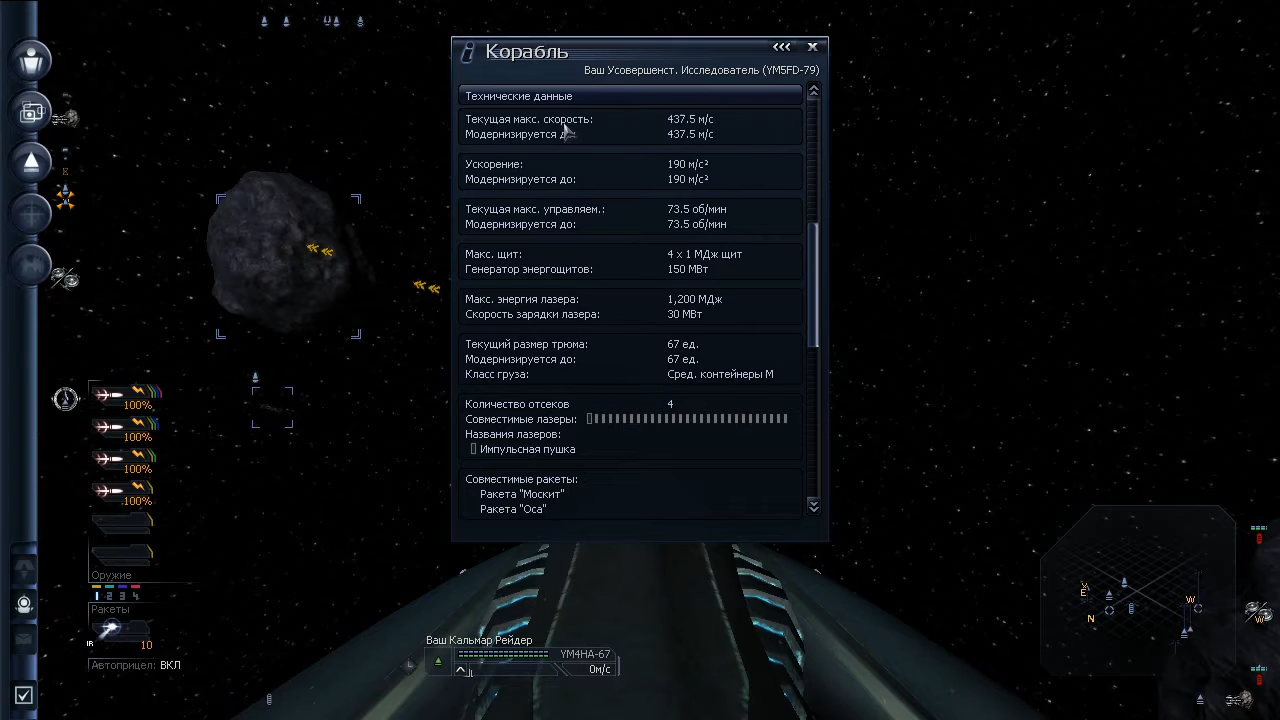 Корабль
Ваш Усовершенст. Исследователь (YM5FD-79)
Технические данные
Текущая макс. скорость: 437.5 м/с
Модернизируется до: 437.5 м/с
Ускорение: 190 м/с²
Модернизируется до: 190 м/с²
Текущая макс. управляем.: 73.5 об/мин
Модернизируется до: 73.5 об/мин
Макс. щит: 4 x 1 МДж щит
Генератор энергощитов: 150 МВт
Макс. энергия лазера: 1,200 МДж
Скорость зарядки лазера: 30 МВт
Текущий размер трюма: 67 ед.
Модернизируется до: 67 ед.
Класс груза: Сред. контейнеры M
Количество отсеков 4
Совместимые лазеры:
Названия лазеров:
Импульсная пушка
Совместимые ракеты:
Ракета "Москит"
Ракета "Оса"
100%
100%
100%
100%
Оружие
1 2 3 4
Ракеты
IR 10
Автоприцел: ВКЛ
Ваш Кальмар Рейдер
YM4HA-67
0м/с
E
N
W
W